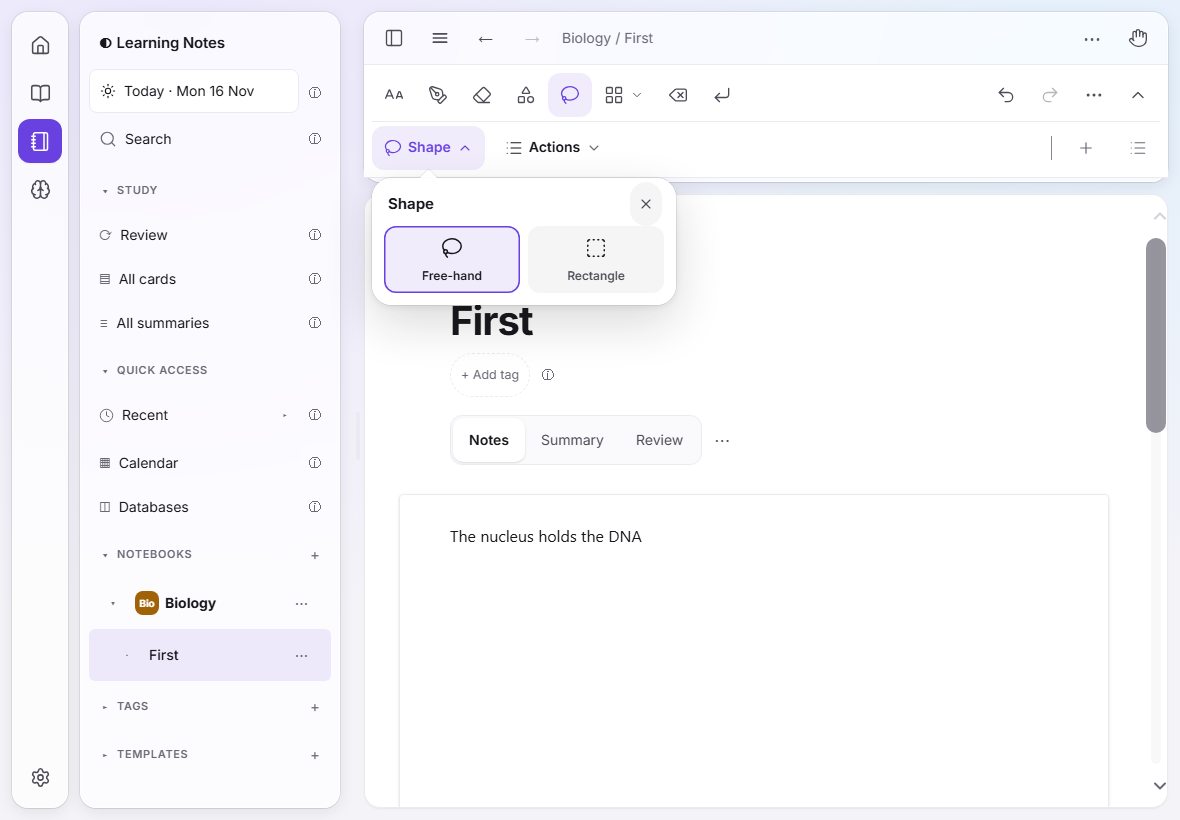 Learning Notes
Today · Mon 16 Nov
Search
STUDY
Review
All cards
All summaries
QUICK ACCESS
Recent
Calendar
Databases
NOTEBOOKS
Bio Biology
First
TAGS
TEMPLATES
Biology / First
AA
Shape
Actions
Shape
Free-hand
Rectangle
First
+ Add tag
Notes
Summary
Review
The nucleus holds the DNA